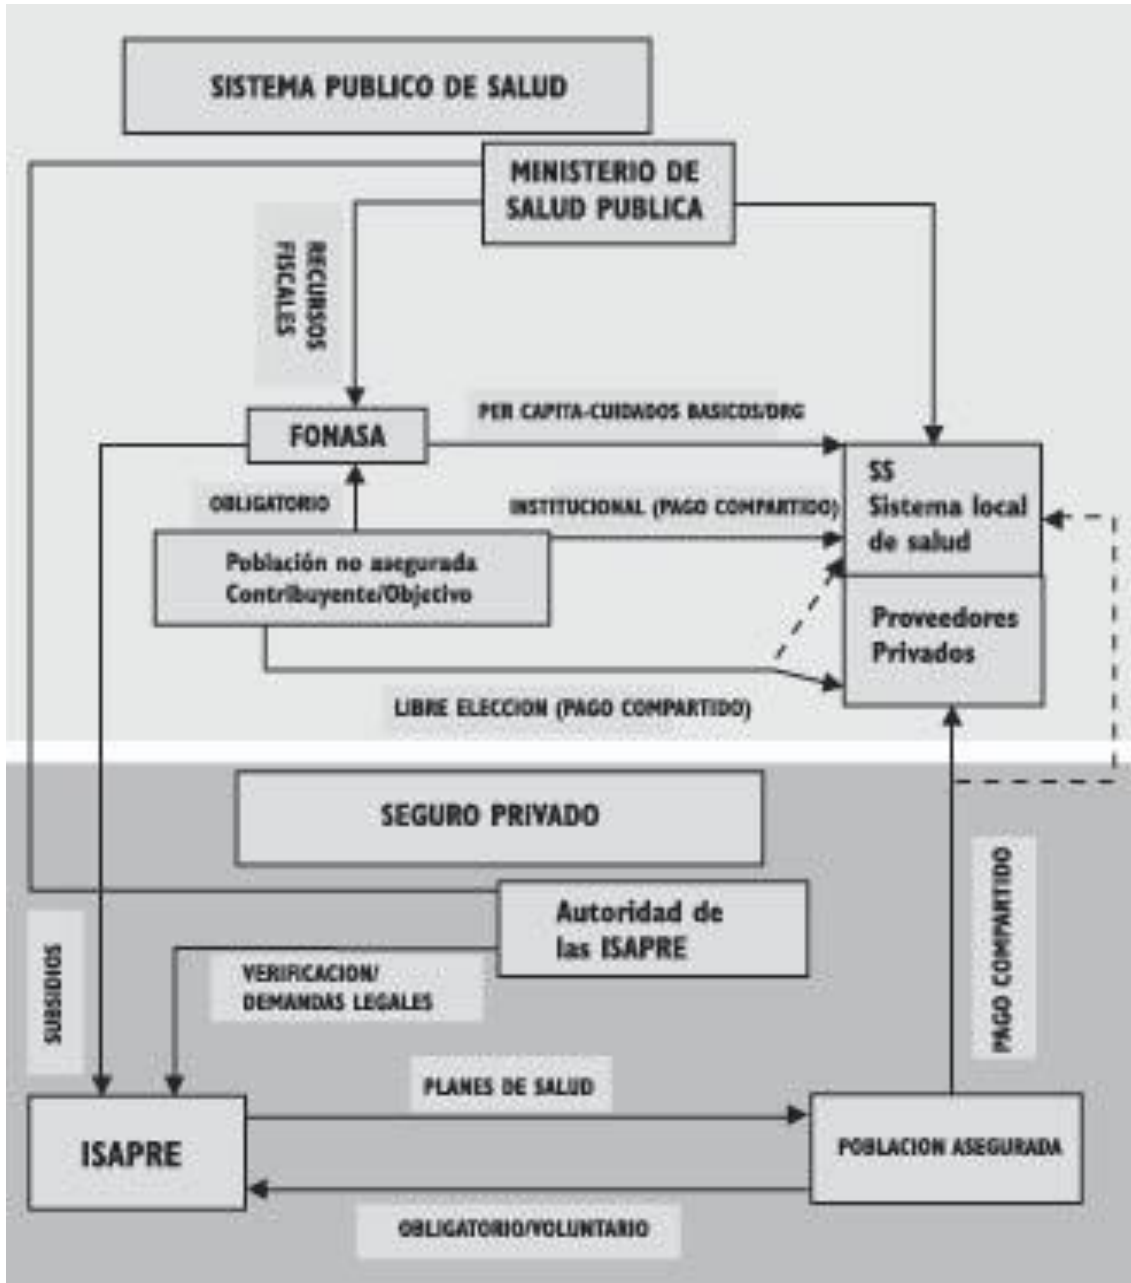 SISTEMA PUBLICO DE SALUD
MINISTERIO DE
SALUD PUBLICA
RECURSOS
FISCALES
FONASA
PER CAPITA-CUIDADOS BASICOS/DRG
OBLIGATORIO
INSTITUCIONAL (PAGO COMPARTIDO)
SS
Sistema local
de salud
Población no asegurada
Contribuyente/Objetivo
Proveedores
Privados
LIBRE ELECCION (PAGO COMPARTIDO)
SEGURO PRIVADO
Autoridad de
las ISAPRE
SUBSIDIOS
VERIFICACION/
DEMANDAS LEGALES
PAGO COMPARTIDO
PLANES DE SALUD
ISAPRE
POBLACION ASEGURADA
OBLIGATORIO/VOLUNTARIO